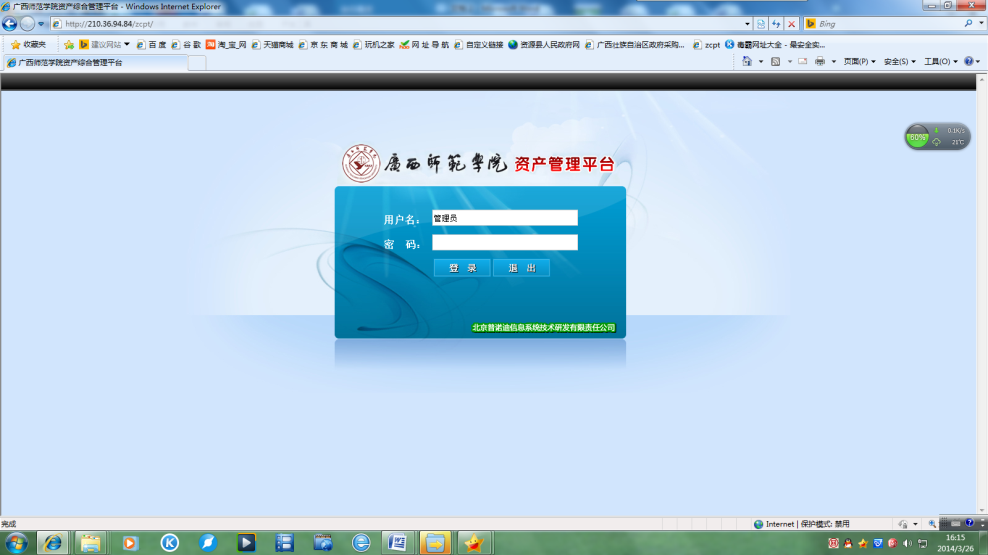 广西师范学院资产综合管理平台 - Windows Internet Explorer
http://210.36.94.84/zcpt/
Bing
收藏夹 建议网站 百 度 谷 歌 淘_宝_网 天猫商城 京 东 商 城 玩机之家 网 址 导 航 自定义链接 资源县人民政府网 广西壮族自治区政府采购... zcpt 毒霸网址大全 - 最安全实...
广西师范学院资产综合管理平台 页面(P) 安全(S) 工具(O)
60% 0.1K/s
21℃
廣西师范学院 资产管理平台
用户名： 管理员
密 码：
登 录 退 出
北京普诺迪信息系统技术研发有限责任公司
完成 Internet | 保护模式: 禁用
16:15
2014/3/26